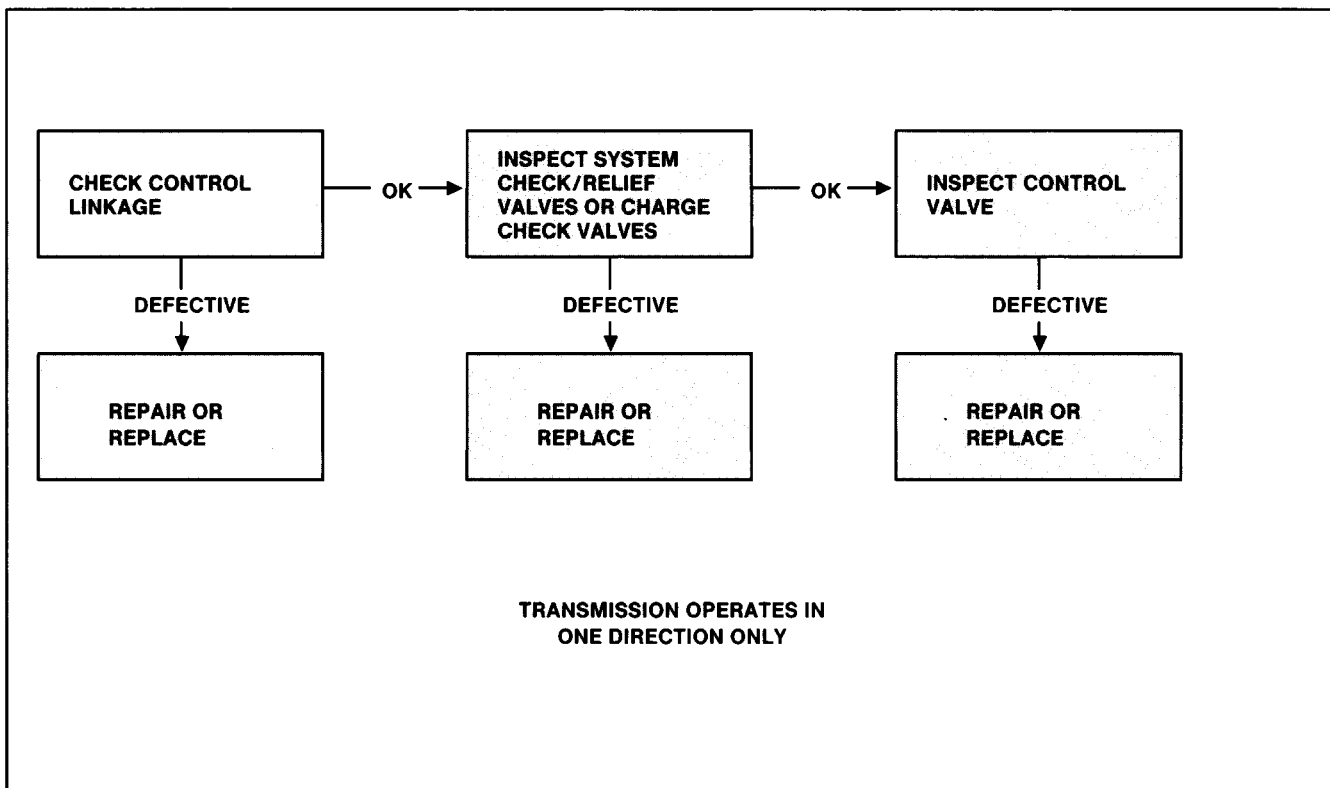 CHECK CONTROL
LINKAGE
OK
INSPECT SYSTEM
CHECK/RELIEF
VALVES OR CHARGE
CHECK VALVES
OK
INSPECT CONTROL
VALVE
DEFECTIVE
DEFECTIVE
DEFECTIVE
REPAIR OR
REPLACE
REPAIR OR
REPLACE
REPAIR OR
REPLACE
TRANSMISSION OPERATES IN
ONE DIRECTION ONLY